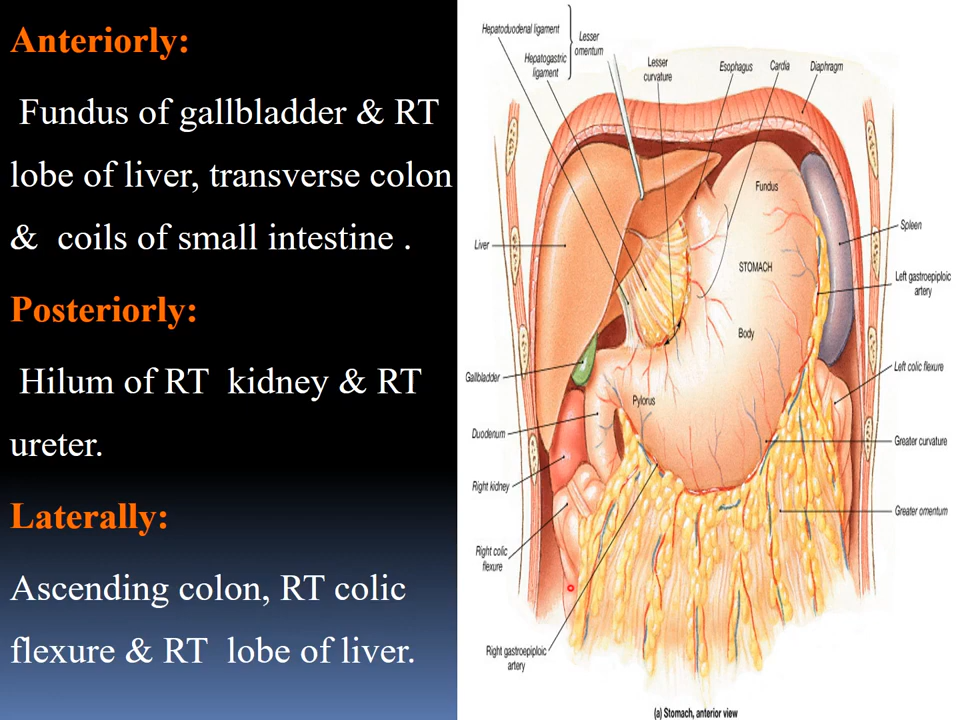 Anteriorly:
Fundus of gallbladder & RT
lobe of liver, transverse colon
& coils of small intestine .
Posteriorly:
Hilum of RT kidney & RT
ureter.
Laterally:
Ascending colon, RT colic
flexure & RT lobe of liver.
Hepatoduodenal ligament
Hepatogastric
ligament
Lesser
omentum
Lesser
curvature
Esophagus
Cardia
Diaphragm
Fundus
Liver
Spleen
STOMACH
Left gastroepiploic
artery
Body
Left colic flexure
Gallbladder
Pylorus
Duodenum
Greater curvature
Right kidney
Greater omentum
Right colic
flexure
Right gastroepiploic
artery
(a) Stomach, anterior view